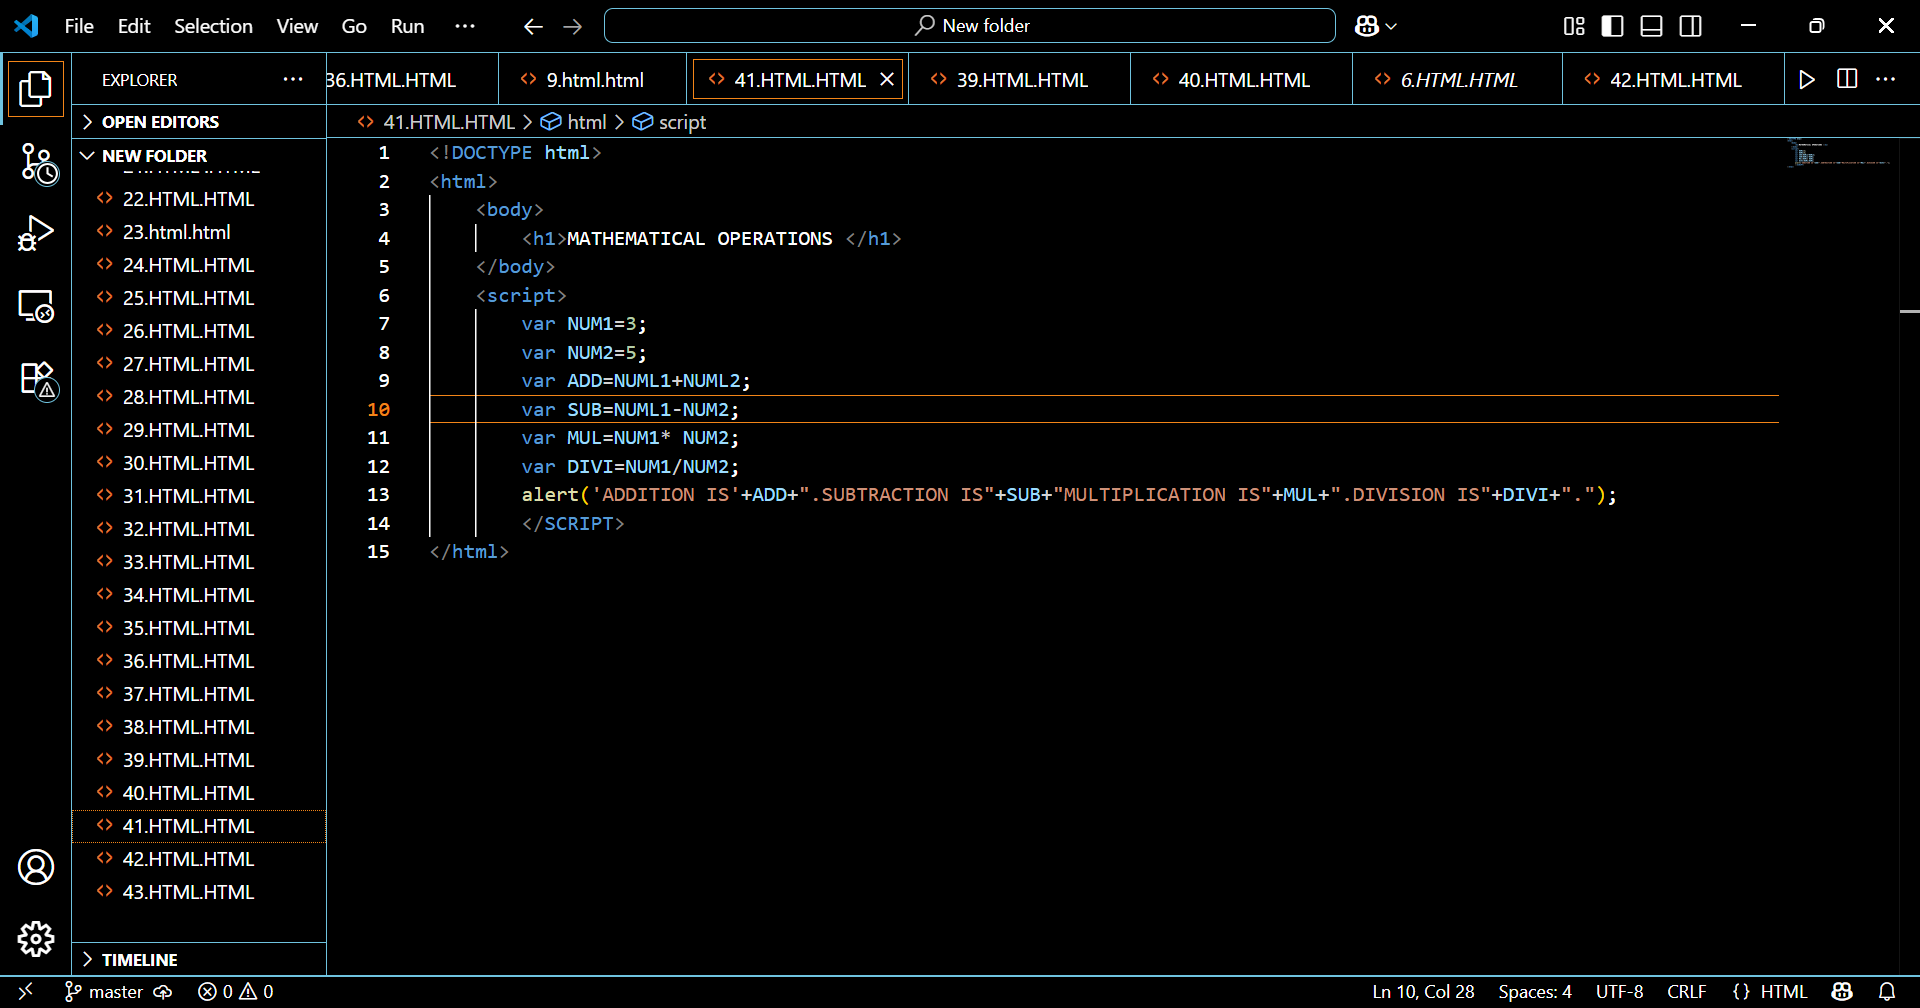 File Edit Selection View Go Run ··· New folder
EXPLORER ···
36.HTML.HTML 9.html.html 41.HTML.HTML 39.HTML.HTML 40.HTML.HTML 6.HTML.HTML 42.HTML.HTML ···
OPEN EDITORS
NEW FOLDER
22.HTML.HTML
23.html.html
24.HTML.HTML
25.HTML.HTML
26.HTML.HTML
27.HTML.HTML
28.HTML.HTML
29.HTML.HTML
30.HTML.HTML
31.HTML.HTML
32.HTML.HTML
33.HTML.HTML
34.HTML.HTML
35.HTML.HTML
36.HTML.HTML
37.HTML.HTML
38.HTML.HTML
39.HTML.HTML
40.HTML.HTML
41.HTML.HTML
42.HTML.HTML
43.HTML.HTML
TIMELINE
41.HTML.HTML > html > script
1 <!DOCTYPE html>
2 <html>
3 <body>
4 <h1>MATHEMATICAL OPERATIONS </h1>
5 </body>
6 <script>
7 var NUM1=3;
8 var NUM2=5;
9 var ADD=NUML1+NUML2;
10 var SUB=NUML1-NUM2;
11 var MUL=NUM1* NUM2;
12 var DIVI=NUM1/NUM2;
13 alert('ADDITION IS'+ADD+".SUBTRACTION IS"+SUB+"MULTIPLICATION IS"+MUL+".DIVISION IS"+DIVI+".");
14 </SCRIPT>
15 </html>
master 0 0 Ln 10, Col 28 Spaces: 4 UTF-8 CRLF {} HTML